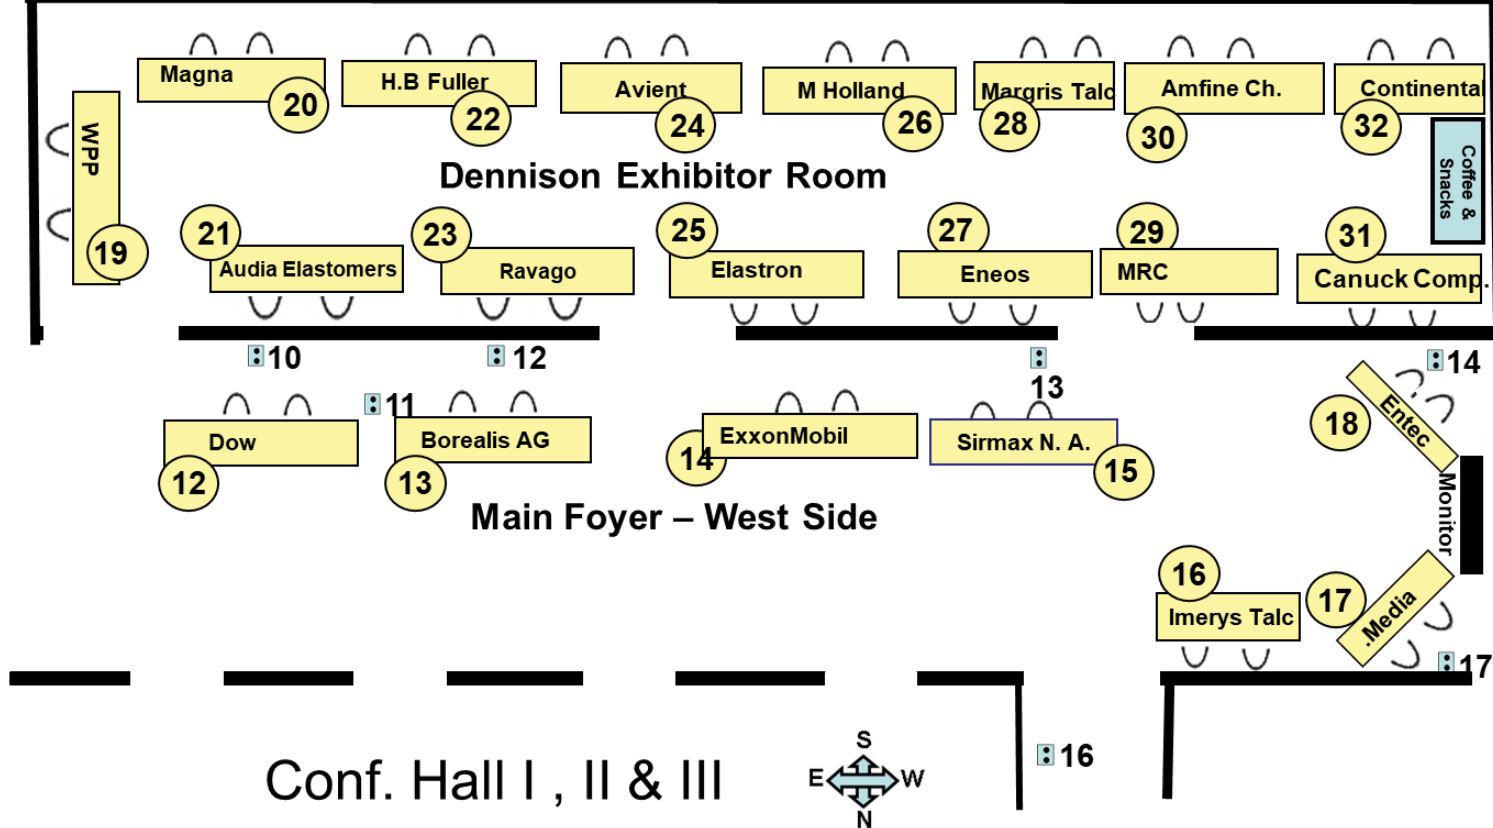 Magna
20
H.B Fuller
22
Avient
24
M Holland
26
Margris Talc
28
Amfine Ch.
30
Continental
32
WPP
19
Coffee &
Snacks
Dennison Exhibitor Room
21
Audia Elastomers
23
Ravago
25
Elastron
27
Eneos
29
MRC
31
Canuck Comp.
10
12
13
14
11
Dow
12
Borealis AG
13
ExxonMobil
14
Sirmax N. A.
15
Entec
18
Monitor
Main Foyer – West Side
16
Imerys Talc
17
.Media
17
16
Conf. Hall I , II & III
S
E
W
N